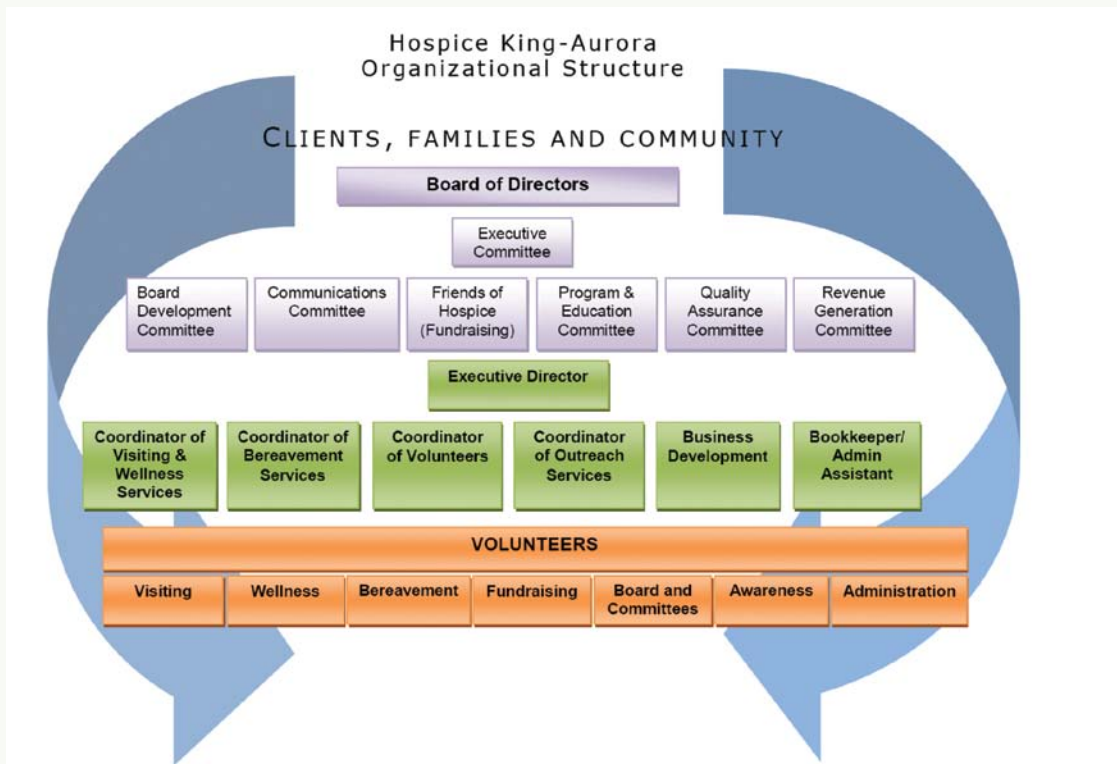 Hospice King-Aurora
Organizational Structure
CLIENTS, FAMILIES AND COMMUNITY
Board of Directors
Executive
Committee
Board
Development
Committee
Communications
Committee
Friends of
Hospice
(Fundraising)
Program &
Education
Committee
Quality
Assurance
Committee
Revenue
Generation
Committee
Executive Director
Coordinator of
Visiting &
Wellness
Services
Coordinator of
Bereavement
Services
Coordinator
of Volunteers
Coordinator
of Outreach
Services
Business
Development
Bookkeeper/
Admin
Assistant
VOLUNTEERS
Visiting
Wellness
Bereavement
Fundraising
Board and
Committees
Awareness
Administration